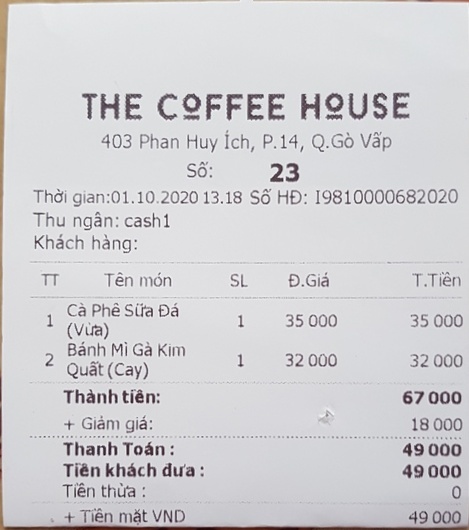 THE COFFEE HOUSE
403 Phan Huy Ích, P.14, Q.Gò Vấp
Số: 23
Thời gian:01.10.2020 13.18 Số HĐ: I9810000682020
Thu ngân: cash1
Khách hàng:
TT Tên món SL Đ.Giá T.Tiền
1 Cà Phê Sữa Đá 1 35 000 35 000
(Vừa)
2 Bánh Mì Gà Kim 1 32 000 32 000
Quất (Cay)
Thành tiền: 67 000
+ Giảm giá: 18 000
Thanh Toán : 49 000
Tiền khách đưa : 49 000
Tiền thừa : 0
+ Tiền mặt VND 49 000